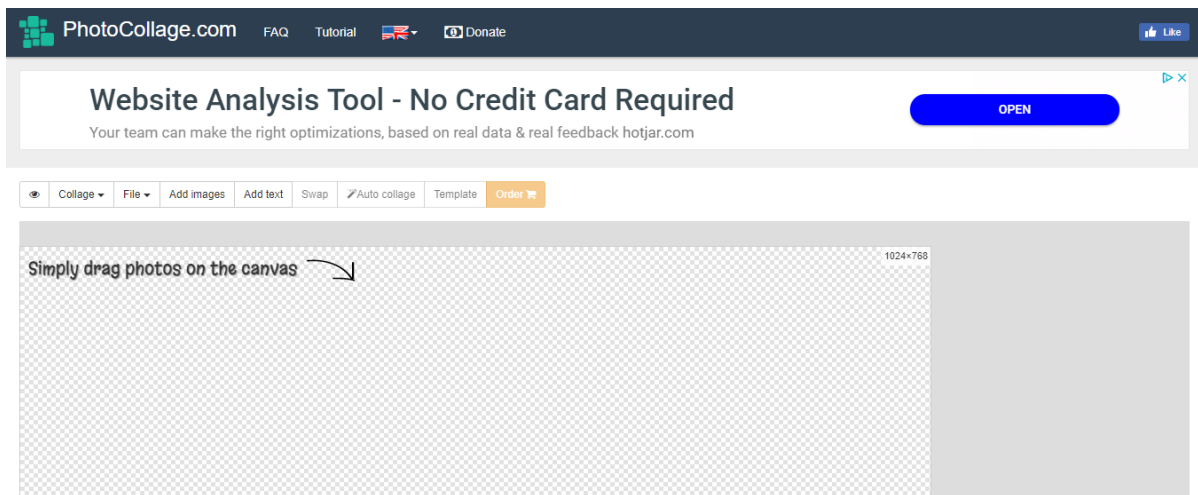 PhotoCollage.com FAQ Tutorial Donate Like
Website Analysis Tool - No Credit Card Required
Your team can make the right optimizations, based on real data & real feedback hotjar.com
OPEN
Collage File Add images Add text Swap Auto collage Template Order
Simply drag photos on the canvas
1024×768